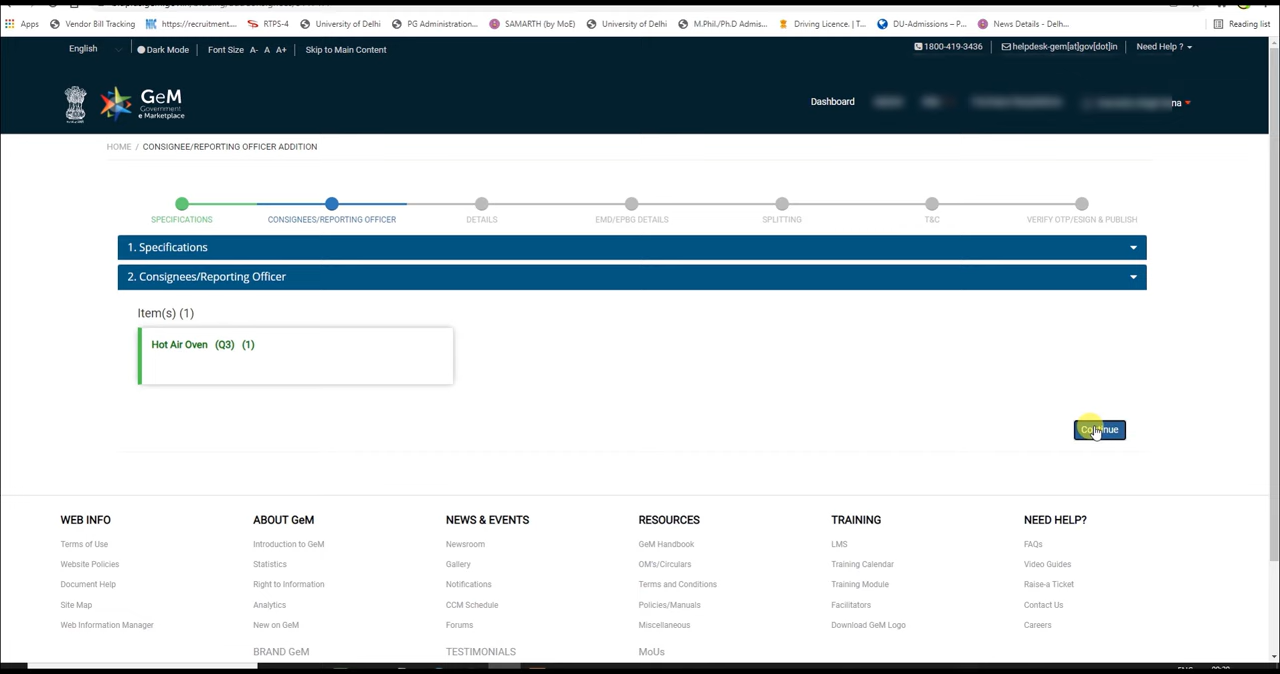 Apps Vendor Bill Tracking https://recruitment.... RTPS-4 University of Delhi PG Administration... SAMARTH (by MoE) University of Delhi M.Phil/Ph.D Admis... Driving Licence. | T... DU-Admissions – P... News Details - Delh... Reading list
English Dark Mode Font Size A- A A+ Skip to Main Content 1800-419-3436 helpdesk-gem[at]gov[dot]in Need Help ?
GeM
Government
e Marketplace
Dashboard
HOME / CONSIGNEE/REPORTING OFFICER ADDITION
SPECIFICATIONS CONSIGNEES/REPORTING OFFICER DETAILS EMD/EPBG DETAILS SPLITTING T&C VERIFY OTP/ESIGN & PUBLISH
1. Specifications
2. Consignees/Reporting Officer
Item(s) (1)
Hot Air Oven (Q3) (1)
Continue
WEB INFO ABOUT GeM NEWS & EVENTS RESOURCES TRAINING NEED HELP?
Terms of Use Introduction to GeM Newsroom GeM Handbook LMS FAQs
Website Policies Statistics Gallery OM's/Circulars Training Calendar Video Guides
Document Help Right to Information Notifications Terms and Conditions Training Module Raise-a Ticket
Site Map Analytics CCM Schedule Policies/Manuals Facilitators Contact Us
Web Information Manager New on GeM Forums Miscellaneous Download GeM Logo Careers
BRAND GeM TESTIMONIALS MoUs